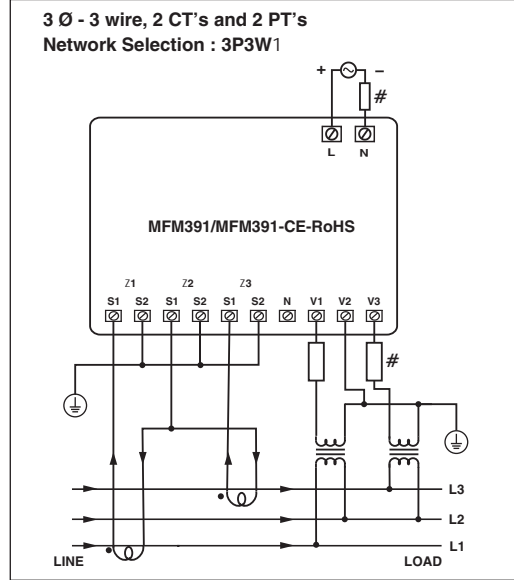 3 Ø - 3 wire, 2 CT's and 2 PT's
Network Selection : 3P3W1
+ –
#
L N
MFM391/MFM391-CE-RoHS
Z1 Z2 Z3
S1 S2 S1 S2 S1 S2 N V1 V2 V3
#
L3
L2
L1
LINE LOAD